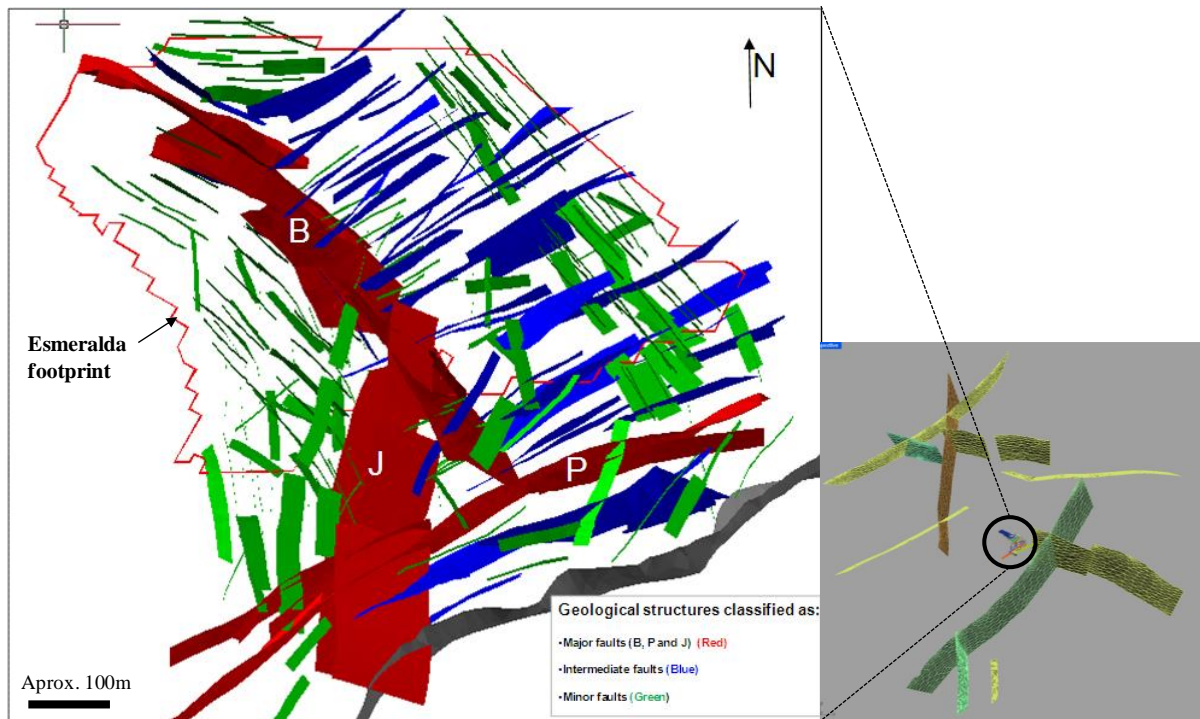 N
B
Esmeralda
footprint
J
P
Geological structures classified as:
•Major faults (B, P and J) (Red)
•Intermediate faults (Blue)
•Minor faults (Green)
Aprox. 100m